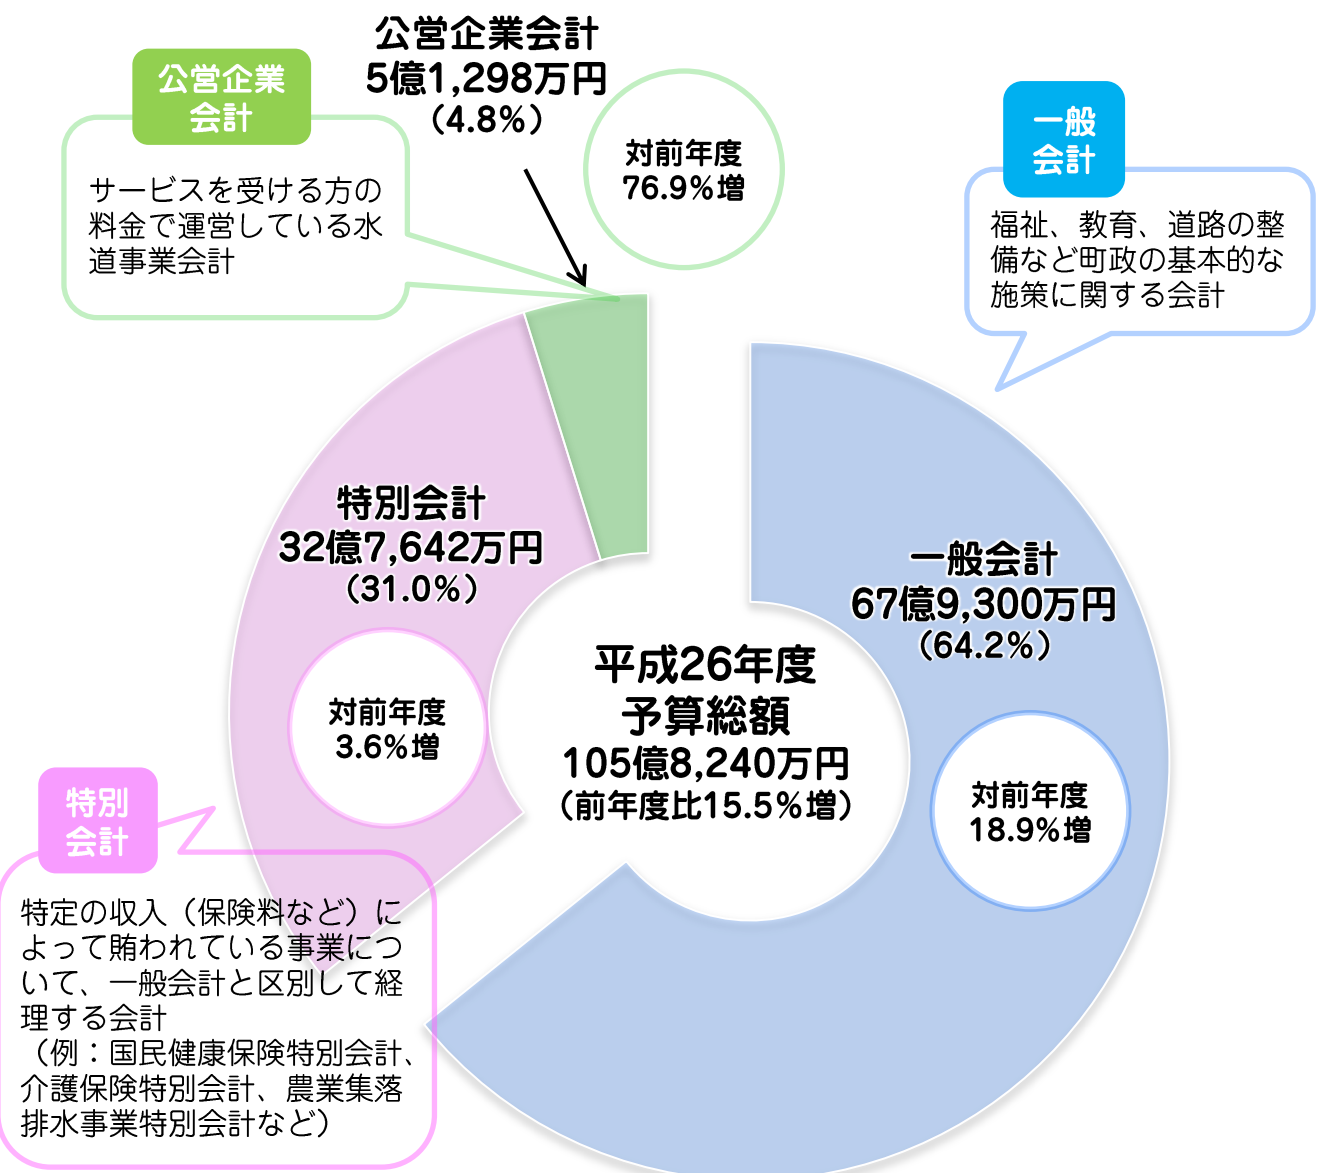 公営企業会計
5億1,298万円
（4.8％）
公営企業
会計
サービスを受ける方の
料金で運営している水
道事業会計
対前年度
76.9％増
一般
会計
福祉、教育、道路の整
備など町政の基本的な
施策に関する会計
特別会計
32億7,642万円
（31.0％）
対前年度
3.6％増
一般会計
67億9,300万円
（64.2％）
対前年度
18.9％増
平成26年度
予算総額
105億8,240万円
（前年度比15.5％増）
特別
会計
特定の収入（保険料など）に
よって賄われている事業につ
いて、一般会計と区別して経
理する会計
（例：国民健康保険特別会計、
介護保険特別会計、農業集落
排水事業特別会計など）